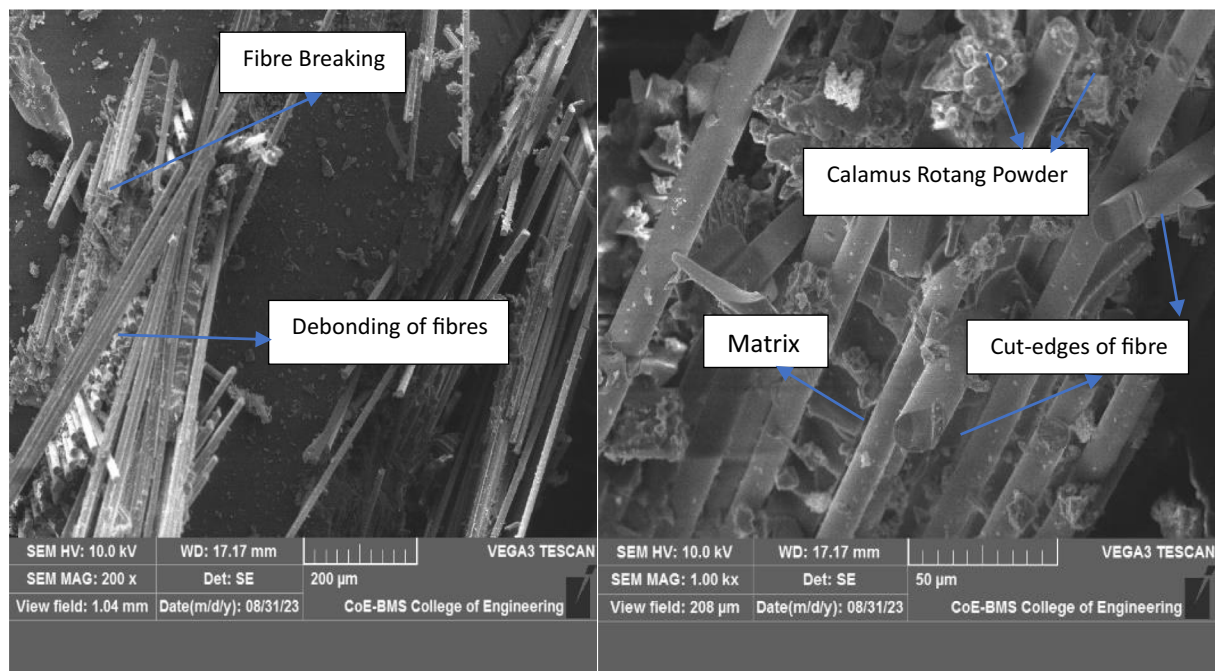 Fibre Breaking
Debonding of fibres
SEM HV: 10.0 kV WD: 17.17 mm VEGA3 TESCAN
SEM MAG: 200 x Det: SE 200 µm
View field: 1.04 mm Date(m/d/y): 08/31/23 CoE-BMS College of Engineering
Calamus Rotang Powder
Matrix
Cut-edges of fibre
SEM HV: 10.0 kV WD: 17.17 mm VEGA3 TESCAN
SEM MAG: 1.00 kx Det: SE 50 µm
View field: 208 µm Date(m/d/y): 08/31/23 CoE-BMS College of Engineering